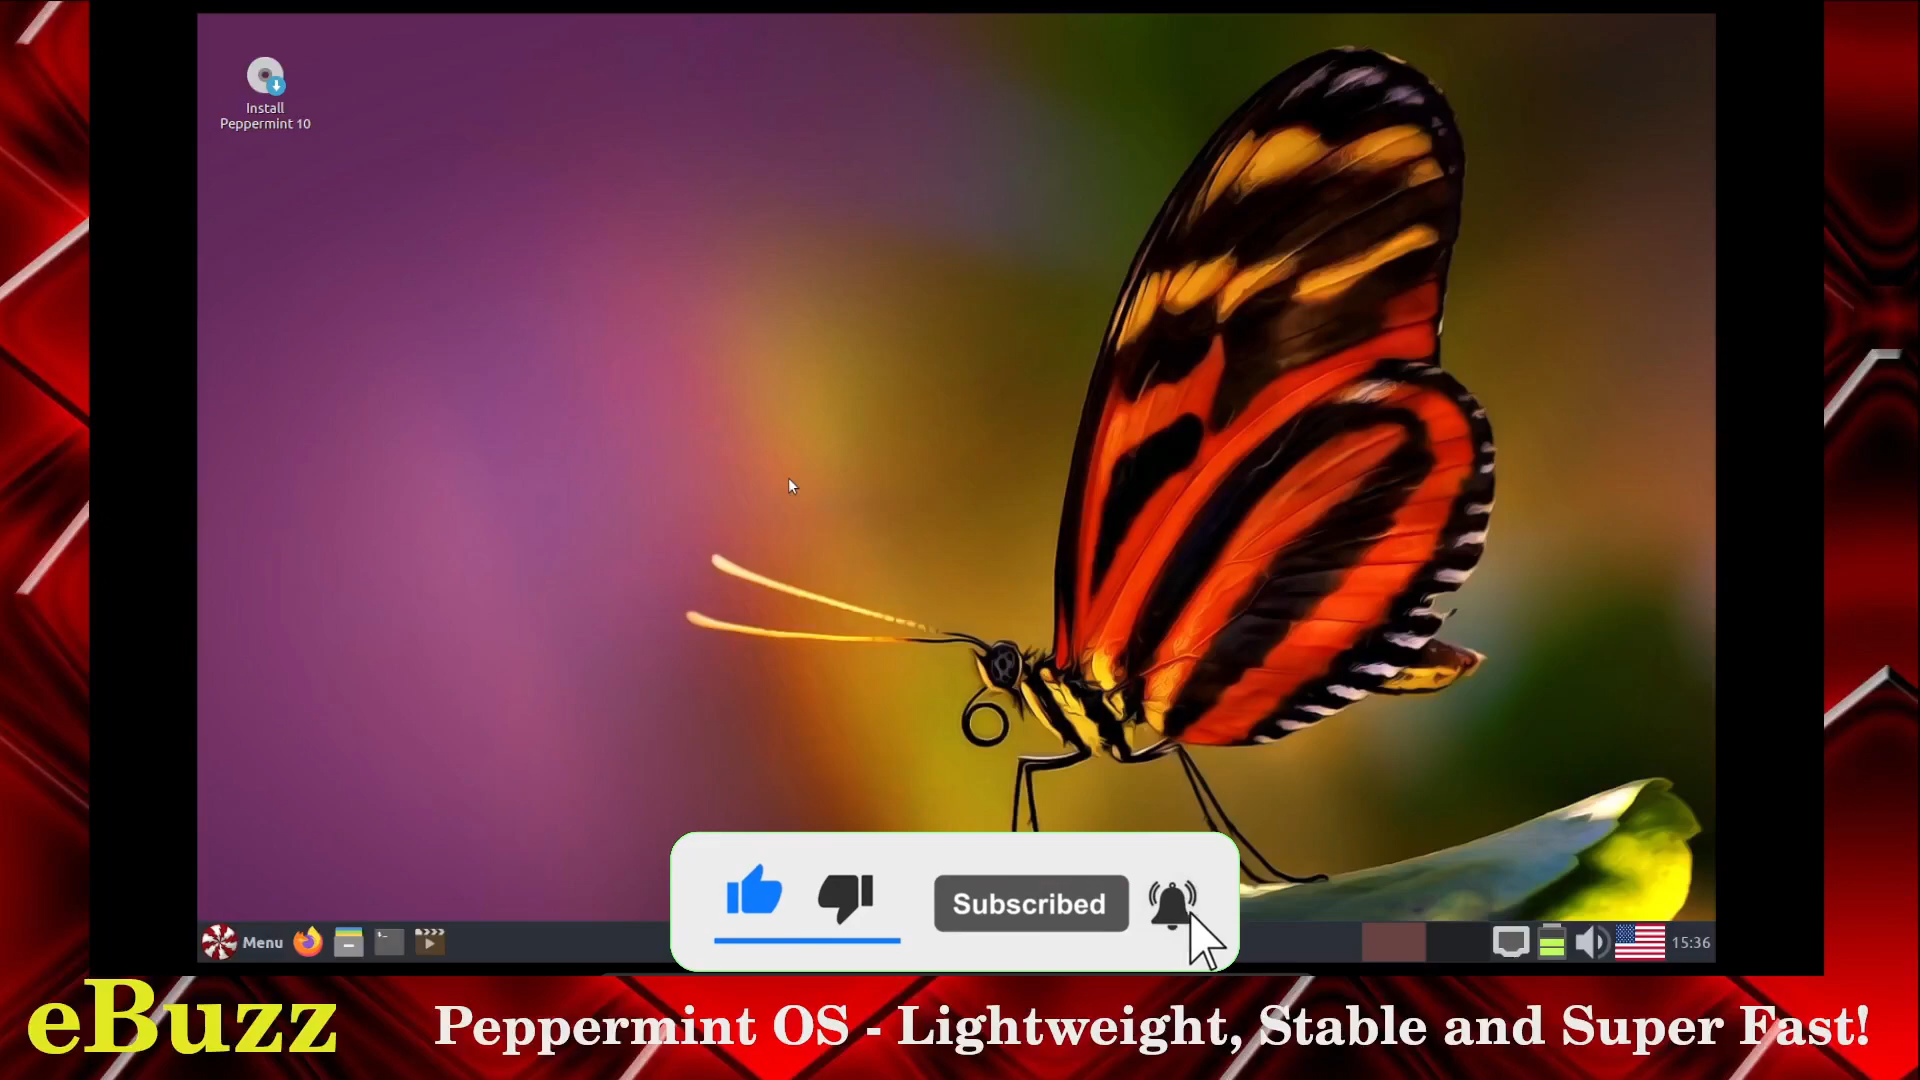 Install
Peppermint 10
Subscribed
Menu
15:36
eBuzz
Peppermint OS - Lightweight, Stable and Super Fast!